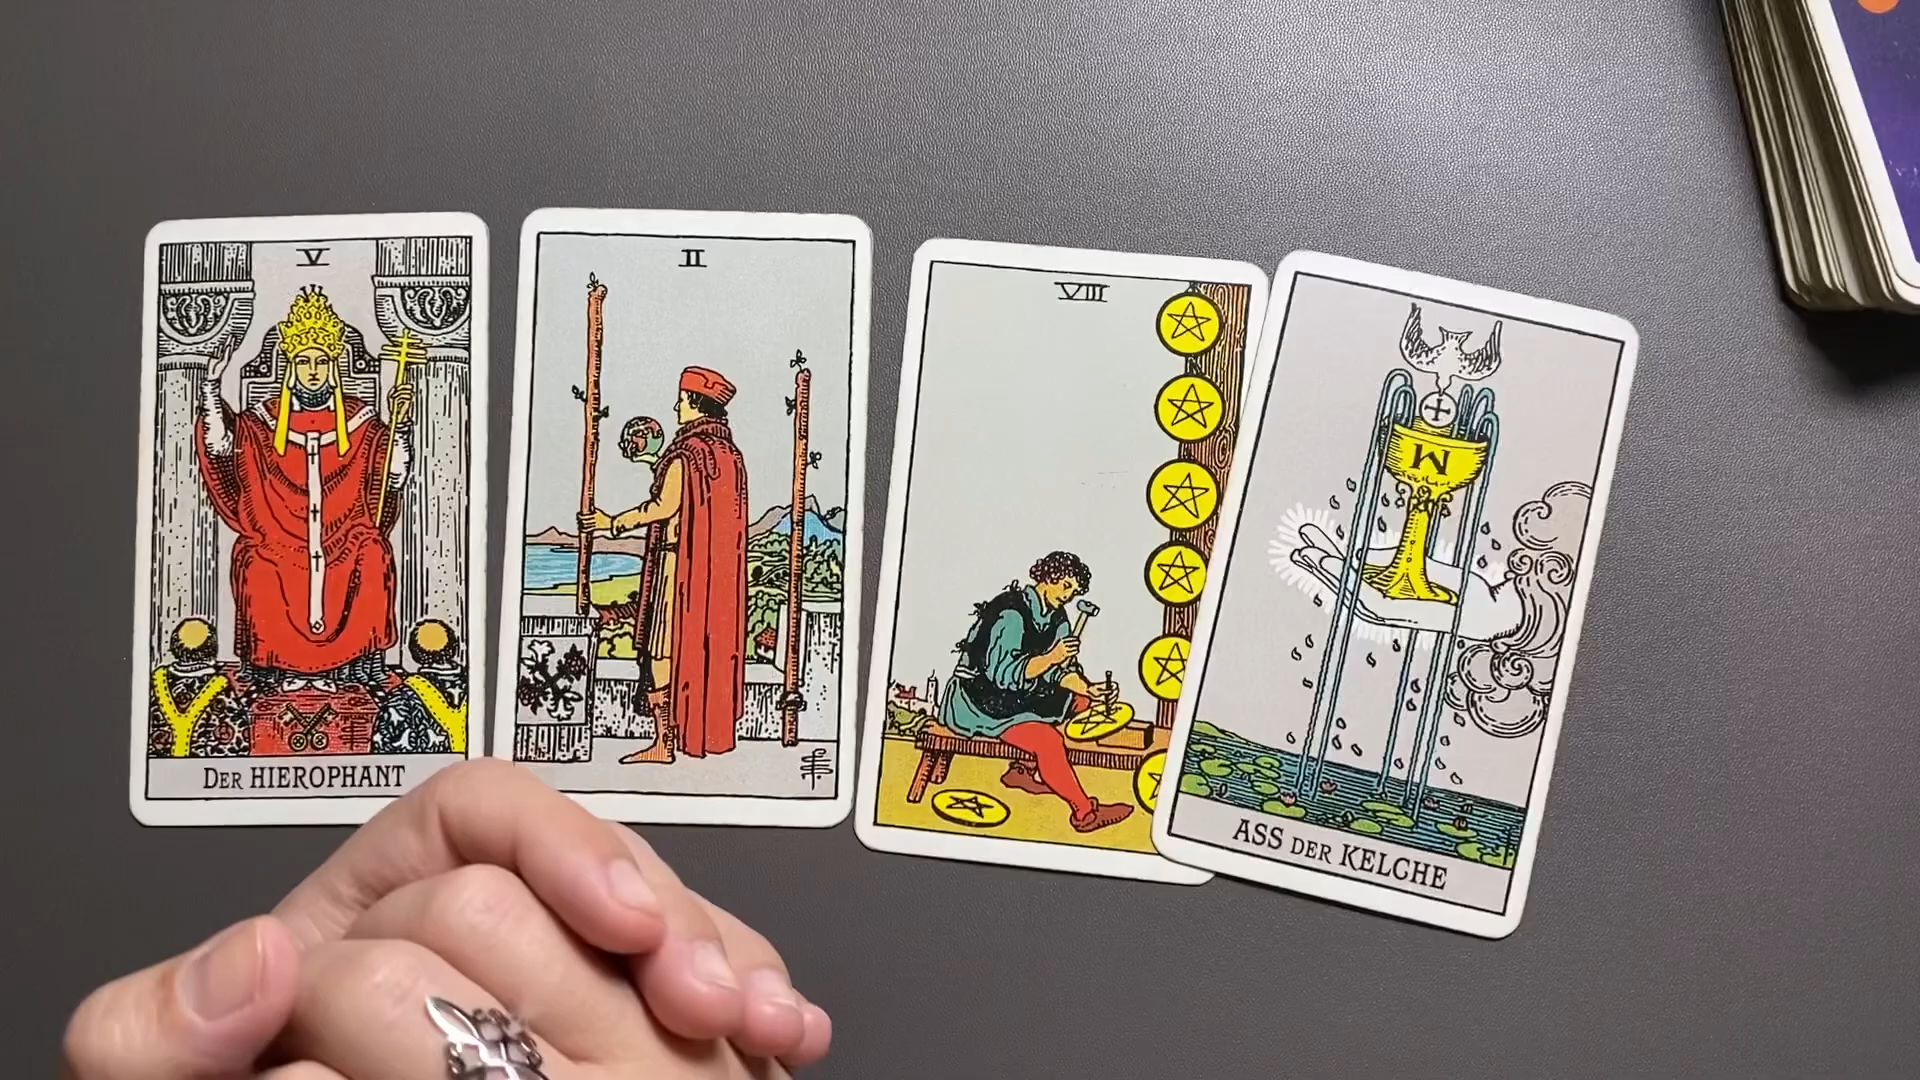 V
Der HIEROPHANT
II
VIII
M
ASS DER KELCHE